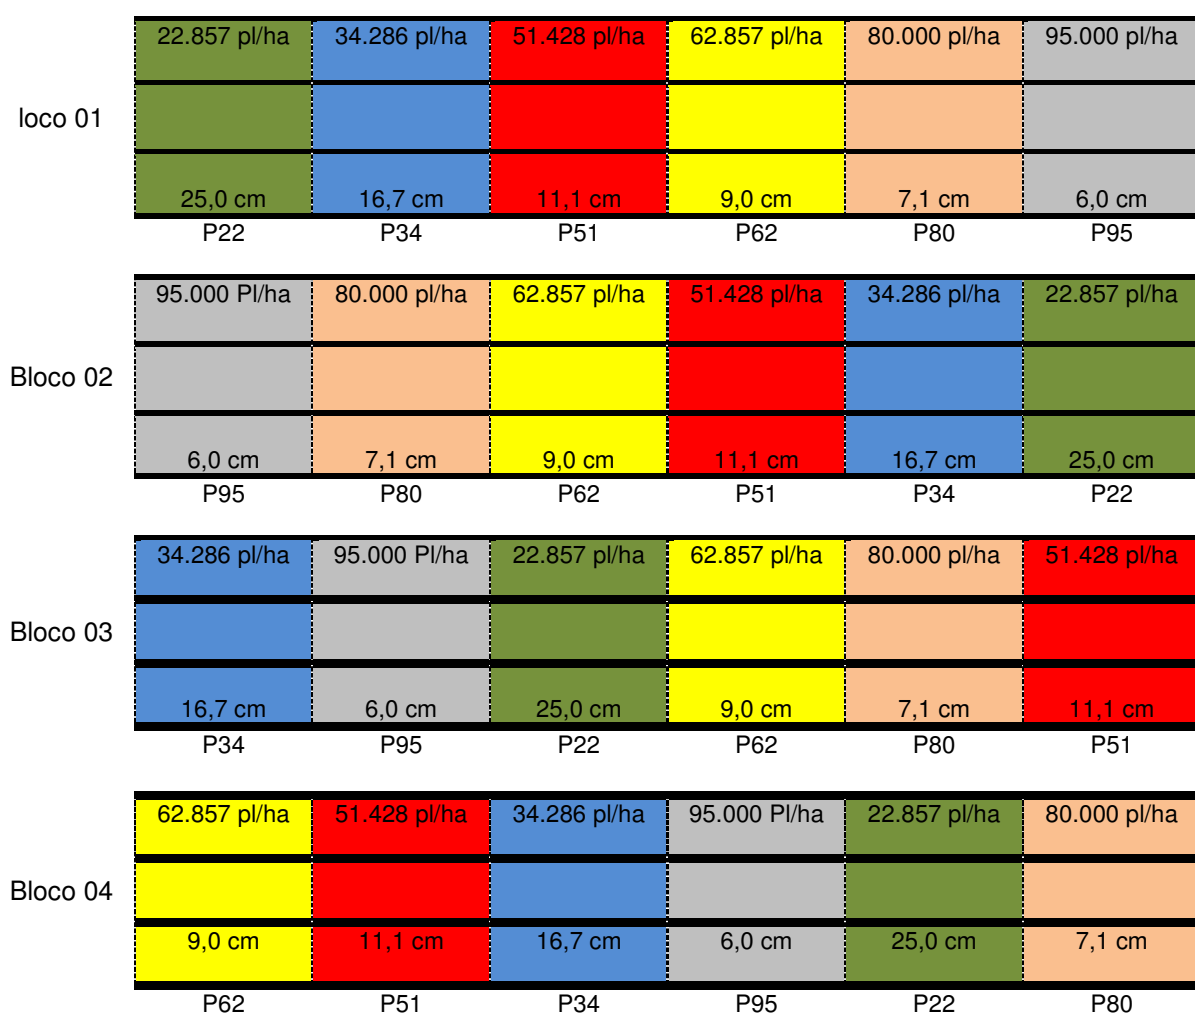 22.857 pl/ha 34.286 pl/ha 51.428 pl/ha 62.857 pl/ha 80.000 pl/ha 95.000 pl/ha
loco 01
25,0 cm 16,7 cm 11,1 cm 9,0 cm 7,1 cm 6,0 cm
P22 P34 P51 P62 P80 P95
95.000 Pl/ha 80.000 pl/ha 62.857 pl/ha 51.428 pl/ha 34.286 pl/ha 22.857 pl/ha
Bloco 02
6,0 cm 7,1 cm 9,0 cm 11,1 cm 16,7 cm 25,0 cm
P95 P80 P62 P51 P34 P22
34.286 pl/ha 95.000 Pl/ha 22.857 pl/ha 62.857 pl/ha 80.000 pl/ha 51.428 pl/ha
Bloco 03
16,7 cm 6,0 cm 25,0 cm 9,0 cm 7,1 cm 11,1 cm
P34 P95 P22 P62 P80 P51
62.857 pl/ha 51.428 pl/ha 34.286 pl/ha 95.000 Pl/ha 22.857 pl/ha 80.000 pl/ha
Bloco 04
9,0 cm 11,1 cm 16,7 cm 6,0 cm 25,0 cm 7,1 cm
P62 P51 P34 P95 P22 P80